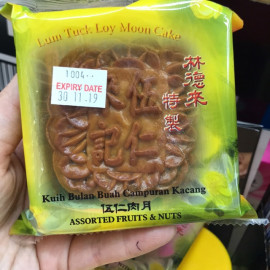 Lum Tuck Loy Moon Cake
1004··
EXPIRY DATE
30 11.19
林德來
特製
伍仁
Kuih Bulan Buah Campuran Kacang
伍仁肉月
ASSORTED FRUITS & NUTS